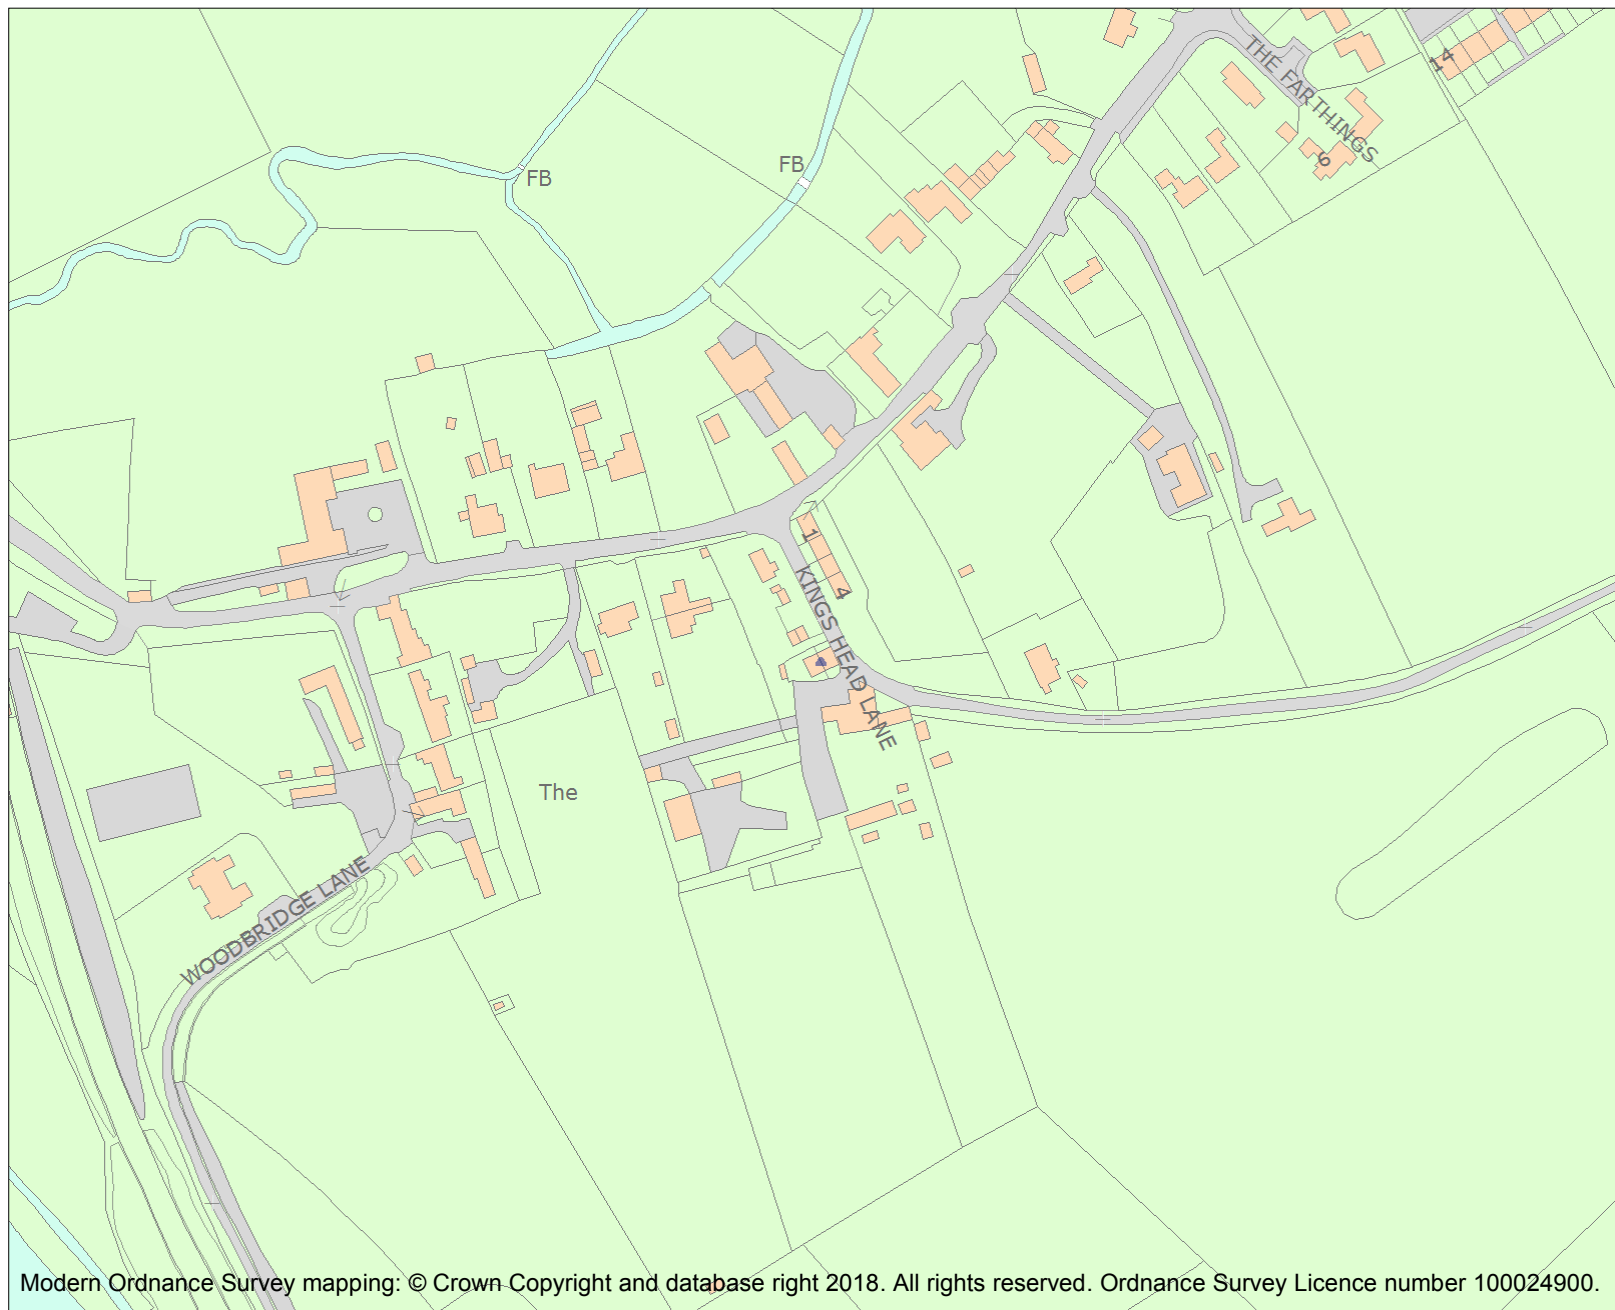 THE FARTHINGS
14
9
FB
FB
1
4
KINGS HEAD LANE
The
WOODBRIDGE LANE
Modern Ordnance Survey mapping: © Crown Copyright and database right 2018. All rights reserved. Ordnance Survey Licence number 100024900.